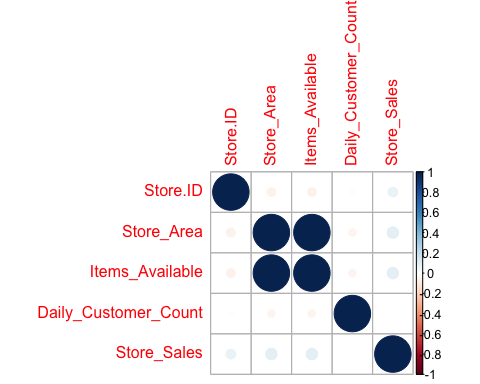 Store.ID
Store_Area
Items_Available
Daily_Customer_Count
Store_Sales
Store.ID
Store_Area
Items_Available
Daily_Customer_Count
Store_Sales
1
0.8
0.6
0.4
0.2
0
-0.2
-0.4
-0.6
-0.8
-1